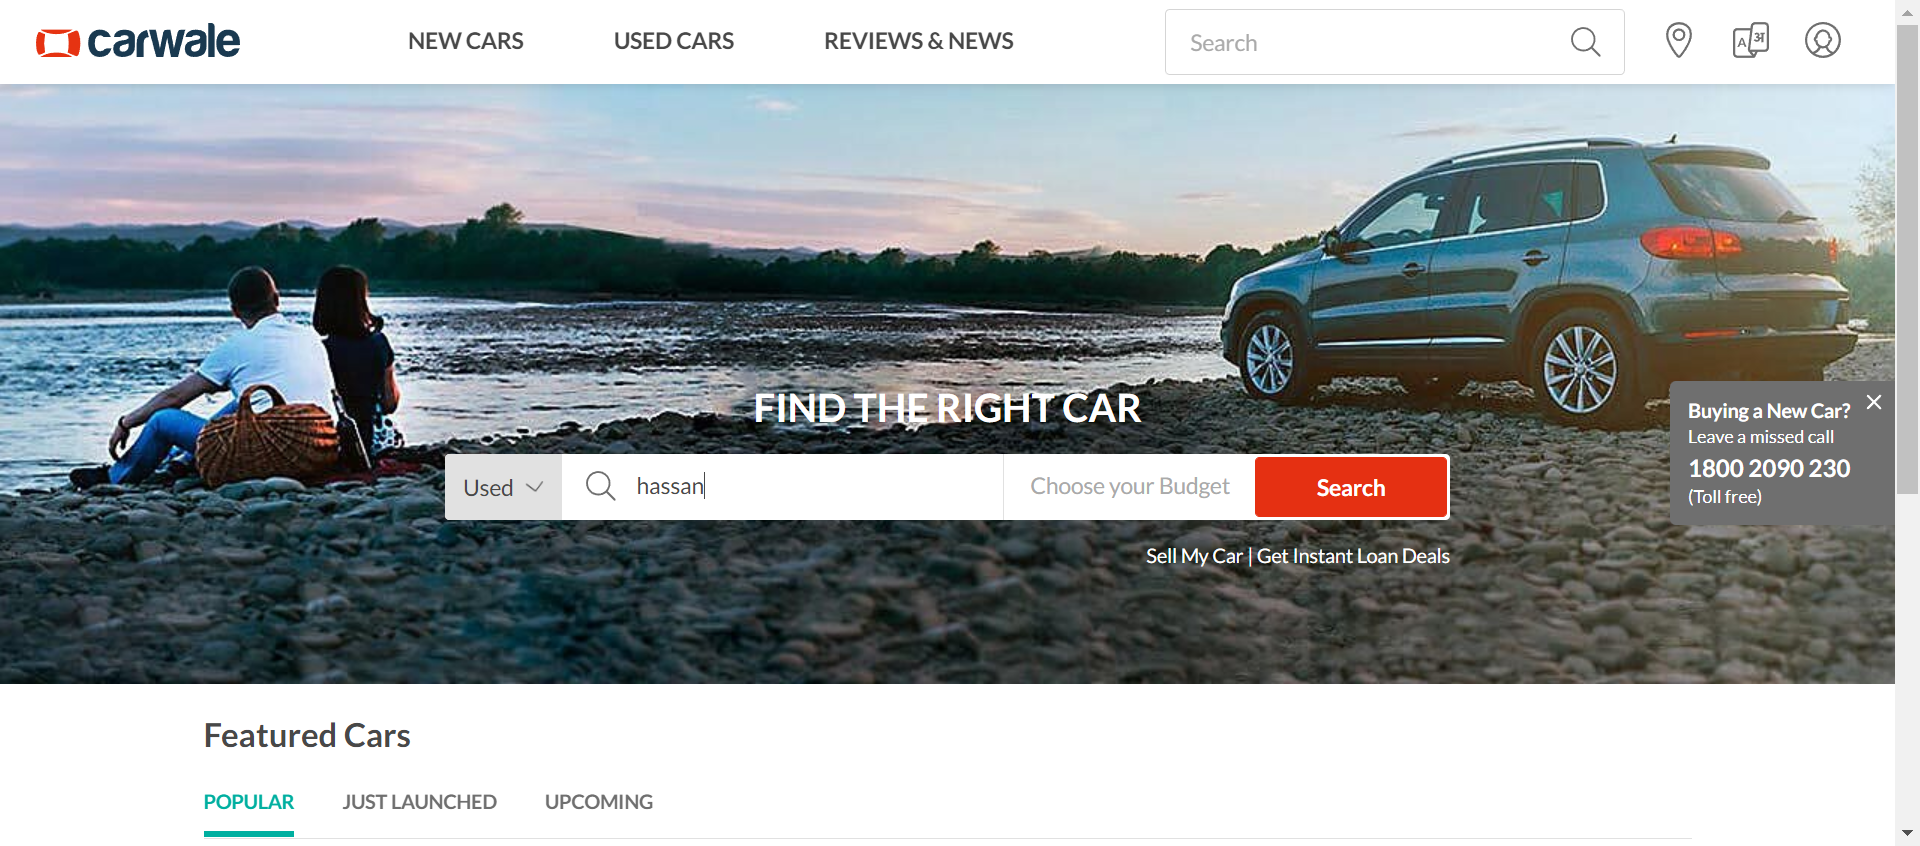 carwale
NEW CARS
USED CARS
REVIEWS & NEWS
Search
A अ
FIND THE RIGHT CAR
Used
hassan
Choose your Budget
Search
Sell My Car | Get Instant Loan Deals
Buying a New Car?
Leave a missed call
1800 2090 230
(Toll free)
Featured Cars
POPULAR
JUST LAUNCHED
UPCOMING